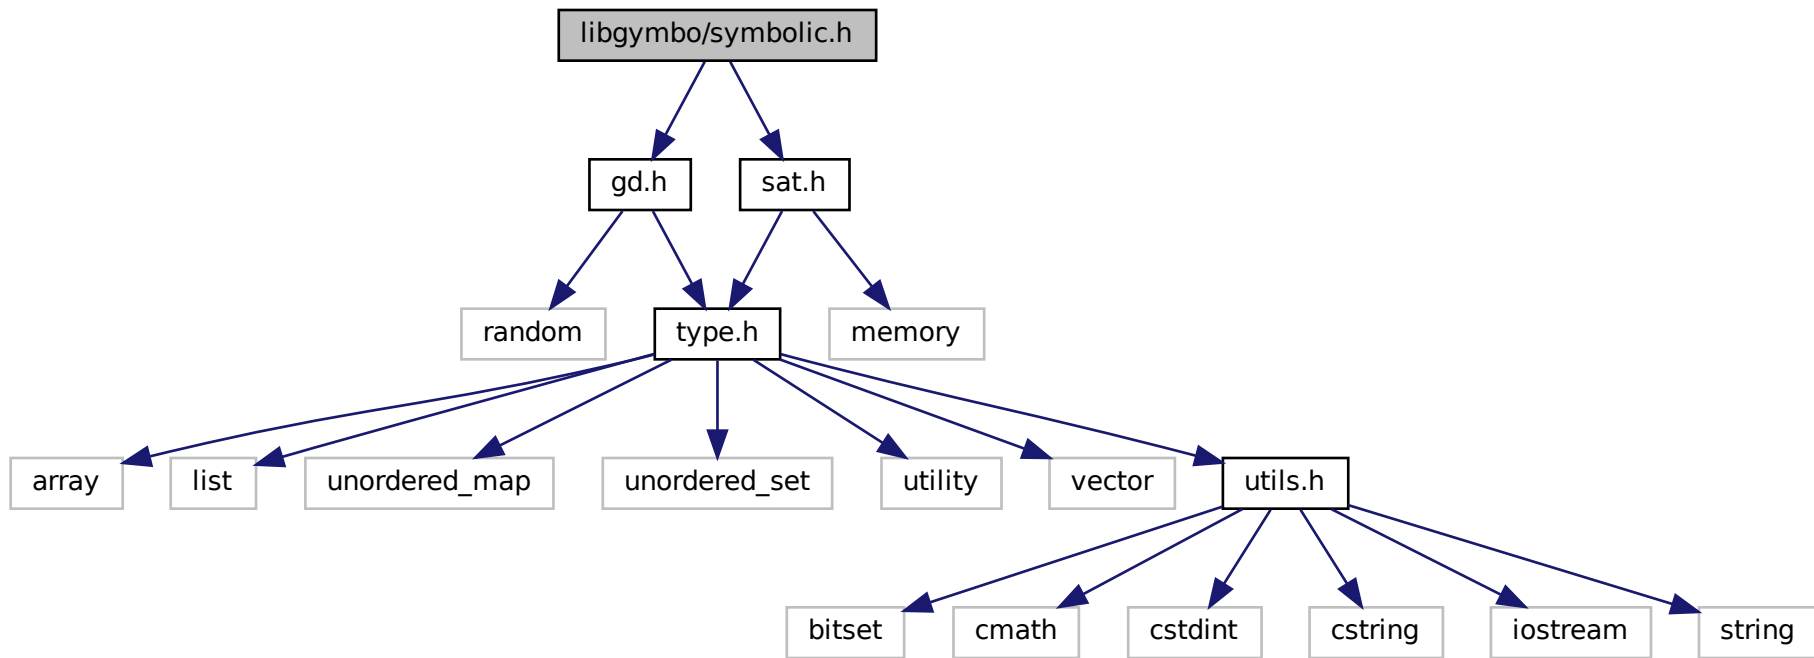 libgymbo/symbolic.h
gd.h
sat.h
random
type.h
memory
array
list
unordered_map
unordered_set
utility
vector
utils.h
bitset
cmath
cstdint
cstring
iostream
string